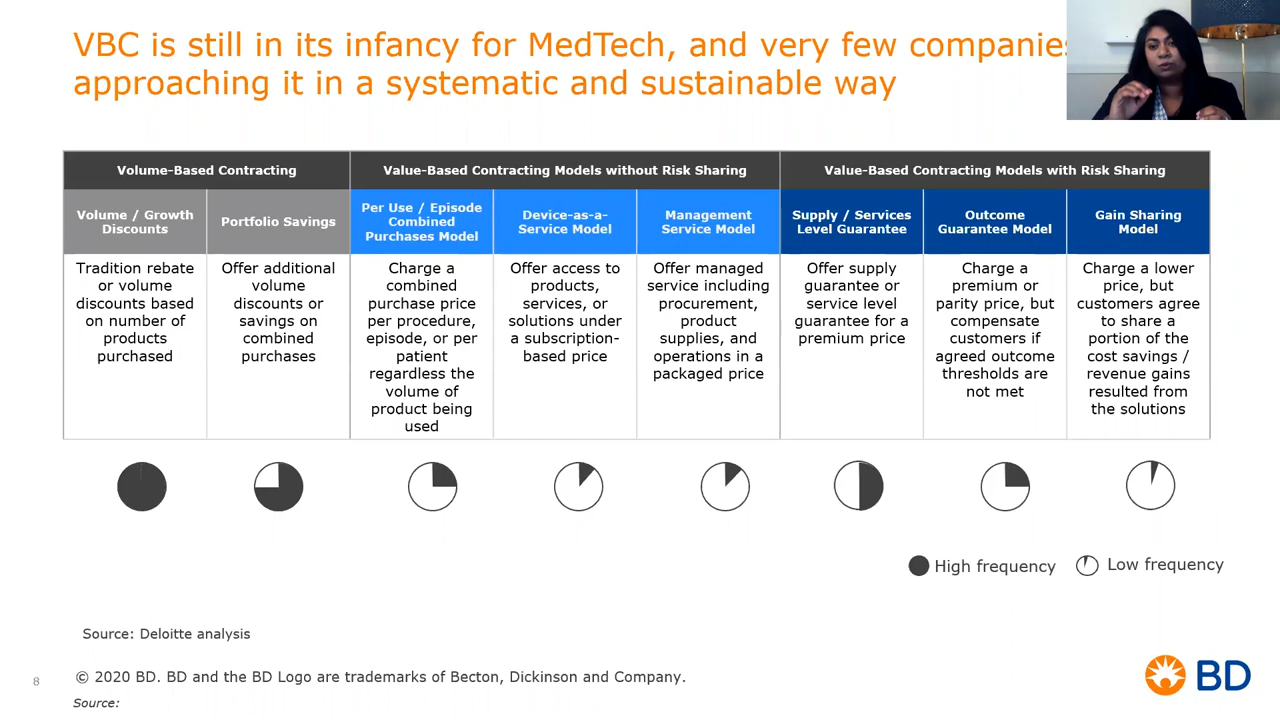 VBC is still in its infancy for MedTech, and very few companies
approaching it in a systematic and sustainable way
Volume-Based Contracting
Value-Based Contracting Models without Risk Sharing
Value-Based Contracting Models with Risk Sharing
Volume / Growth
Discounts
Portfolio Savings
Per Use / Episode
Combined
Purchases Model
Device-as-a-
Service Model
Management
Service Model
Supply / Services
Level Guarantee
Outcome
Guarantee Model
Gain Sharing
Model
Tradition rebate
or volume
discounts based
on number of
products
purchased
Offer additional
volume
discounts or
savings on
combined
purchases
Charge a
combined
purchase price
per procedure,
episode, or per
patient
regardless the
volume of
product being
used
Offer access to
products,
services, or
solutions under
a subscription-
based price
Offer managed
service including
procurement,
product
supplies, and
operations in a
packaged price
Offer supply
guarantee or
service level
guarantee for a
premium price
Charge a
premium or
parity price, but
compensate
customers if
agreed outcome
thresholds are
not met
Charge a lower
price, but
customers agree
to share a
portion of the
cost savings /
revenue gains
resulted from
the solutions
High frequency
Low frequency
Source: Deloitte analysis
8
© 2020 BD. BD and the BD Logo are trademarks of Becton, Dickinson and Company.
Source:
BD